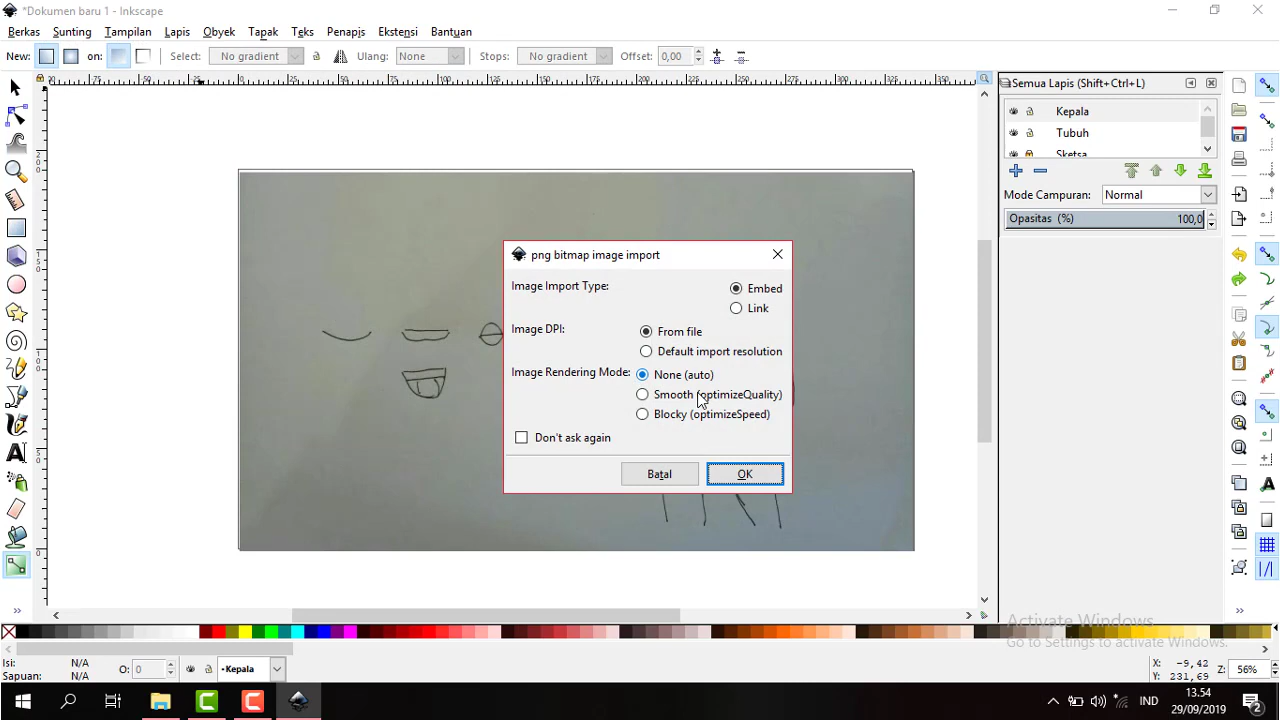 *Dokumen baru 1 - Inkscape
Berkas Sunting Tampilan Lapis Obyek Tapak Teks Penapis Ekstensi Bantuan
New: on: Select: No gradient Ulang: None Stops: No gradient Offset: 0,00
Semua Lapis (Shift+Ctrl+L)
Kepala
Tubuh
Sketsa
Mode Campuran: Normal
Opasitas (%) 100,0
png bitmap image import
Image Import Type: Embed
Link
Image DPI: From file
Default import resolution
Image Rendering Mode: None (auto)
Smooth (optimizeQuality)
Blocky (optimizeSpeed)
Don't ask again
Batal OK
Activate Windows
Go to Settings to activate Windows.
Isi: N/A
Sapuan: N/A
O: 0
•Kepala
X: -9,42
Y: 231,69
Z: 56%
IND
13.54
29/09/2019
2